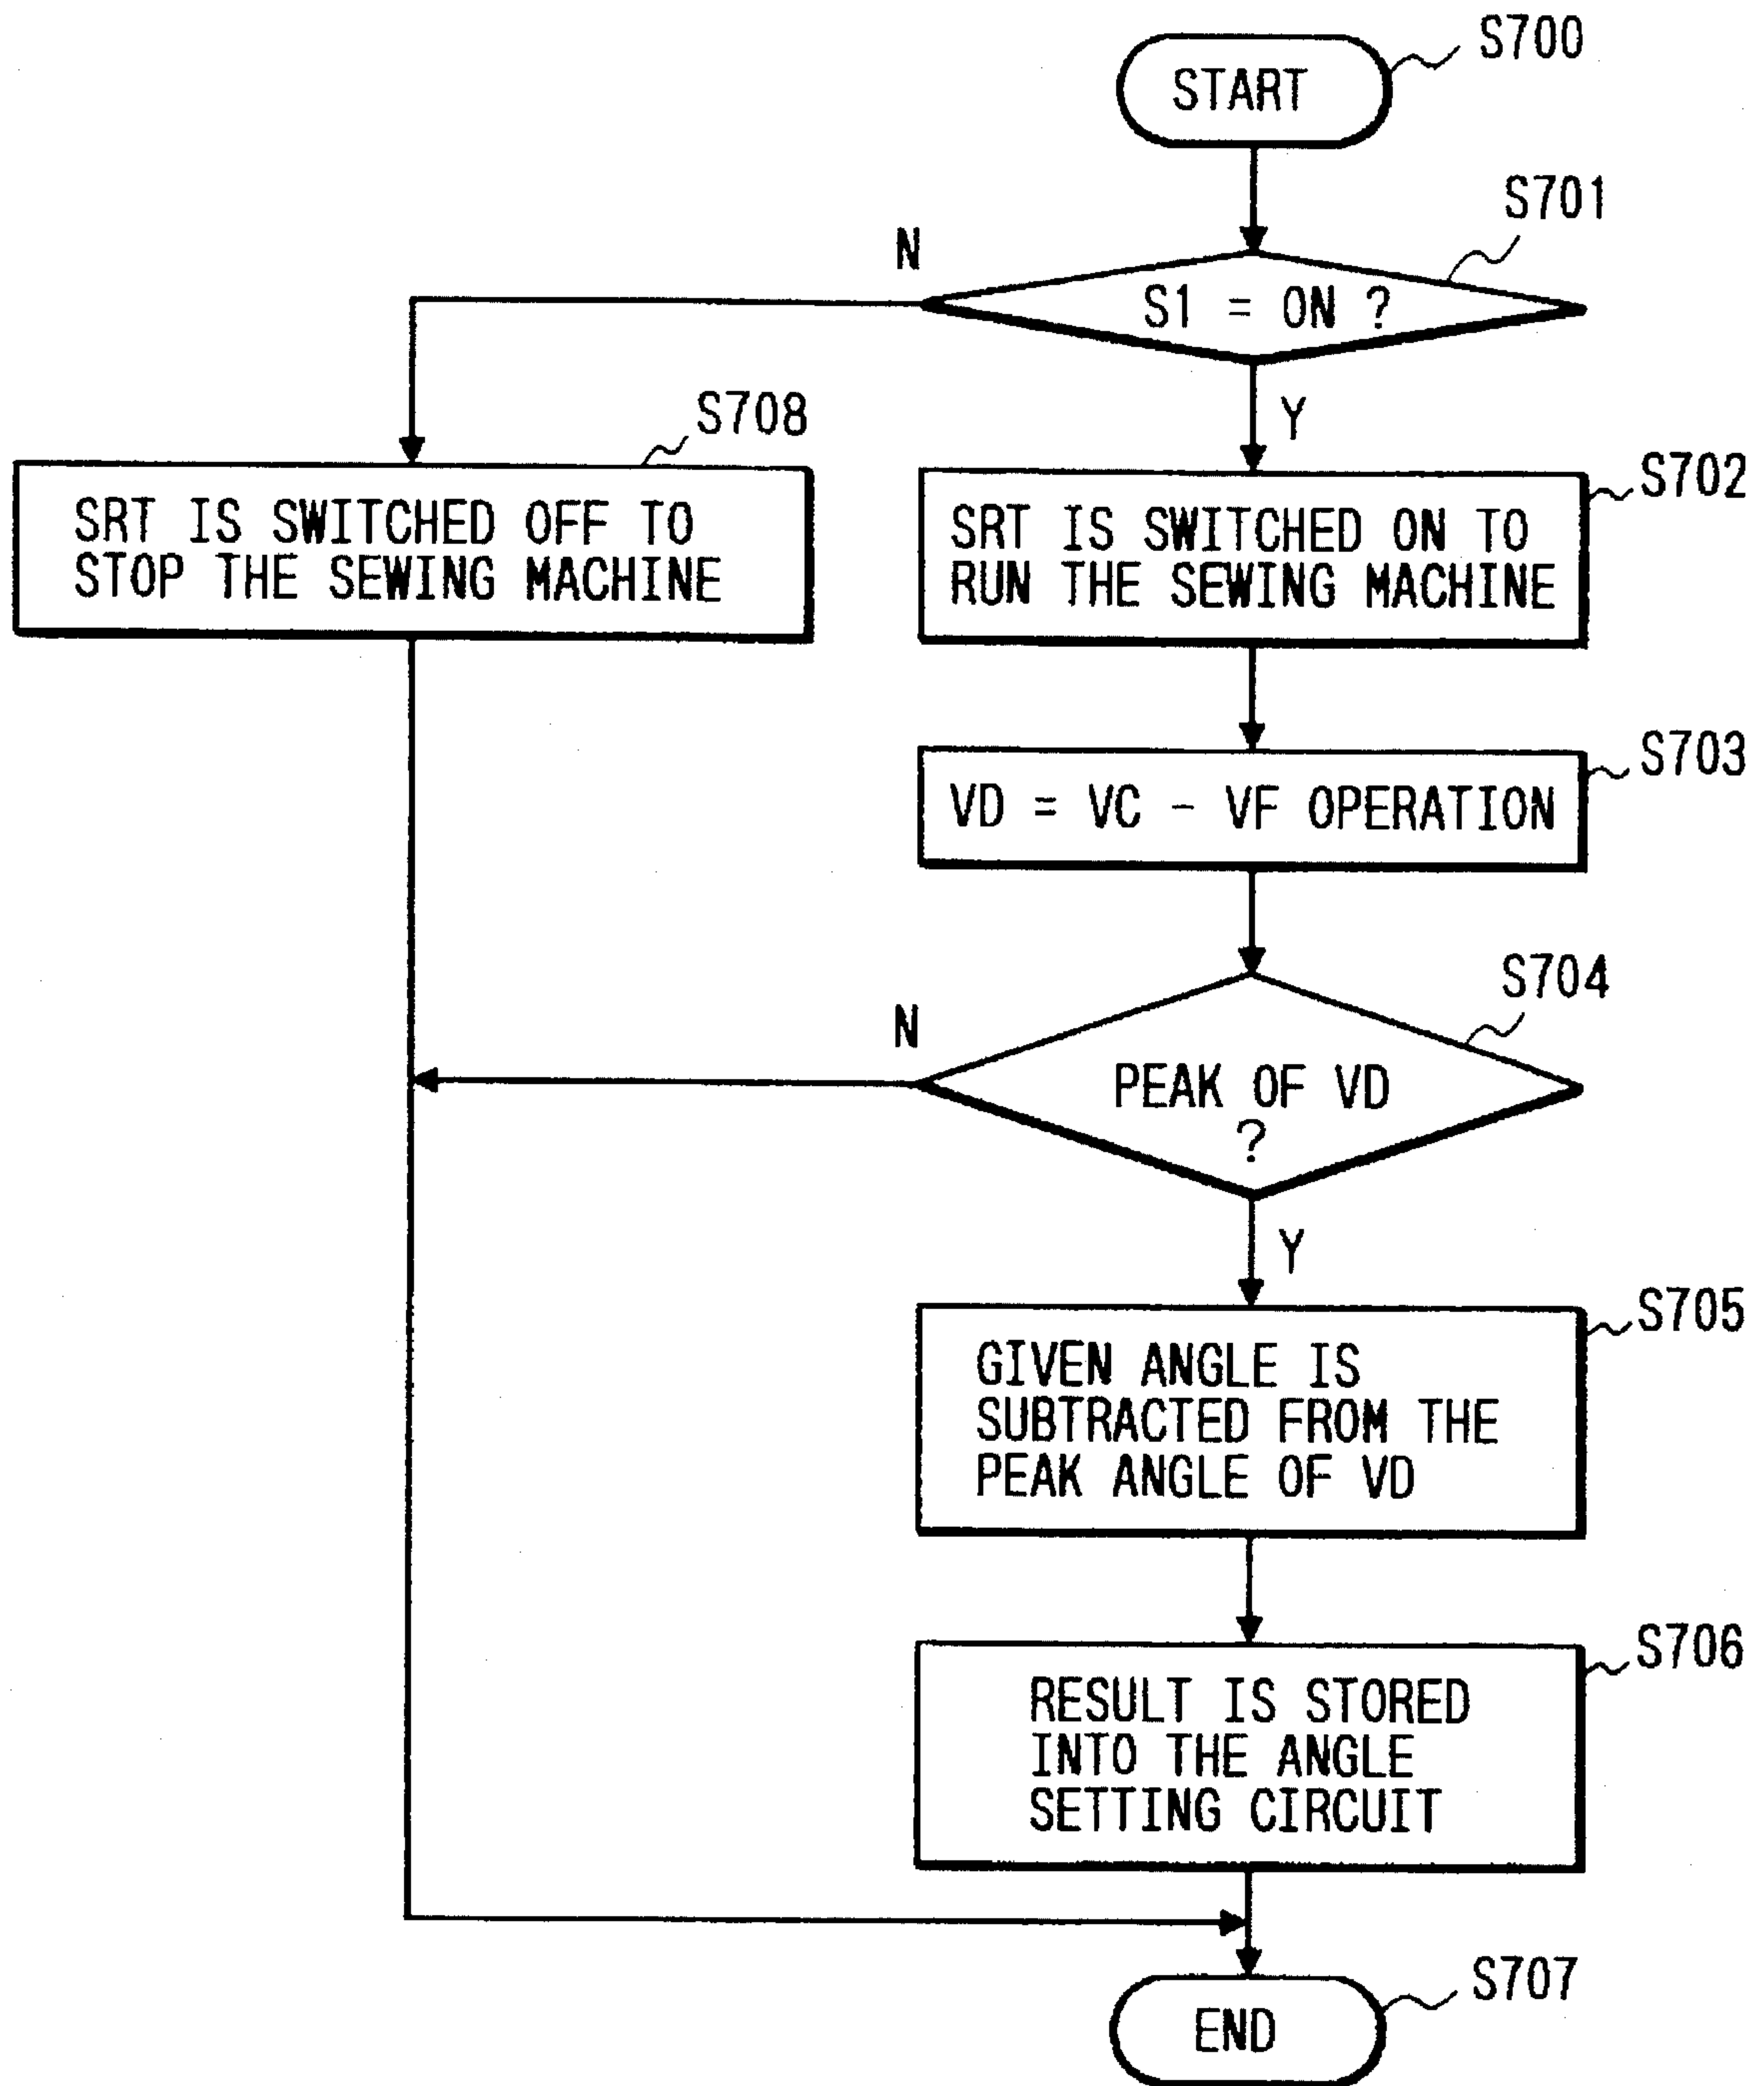 S700
START
S701
N
S1 = ON ?
Y
S708
SRT IS SWITCHED OFF TO
STOP THE SEWING MACHINE
S702
SRT IS SWITCHED ON TO
RUN THE SEWING MACHINE
S703
VD = VC - VF OPERATION
S704
N
PEAK OF VD
?
Y
S705
GIVEN ANGLE IS
SUBTRACTED FROM THE
PEAK ANGLE OF VD
S706
RESULT IS STORED
INTO THE ANGLE
SETTING CIRCUIT
S707
END